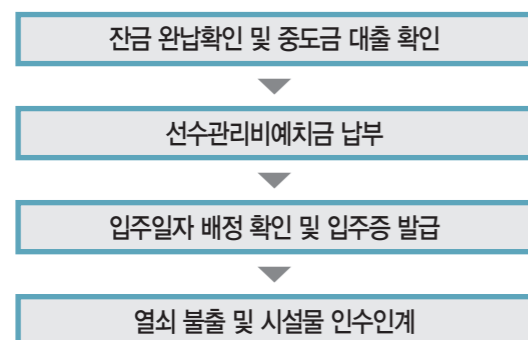 잔금 완납확인 및 중도금 대출 확인
선수관리비예치금 납부
입주일자 배정 확인 및 입주증 발급
열쇠 불출 및 시설물 인수인계